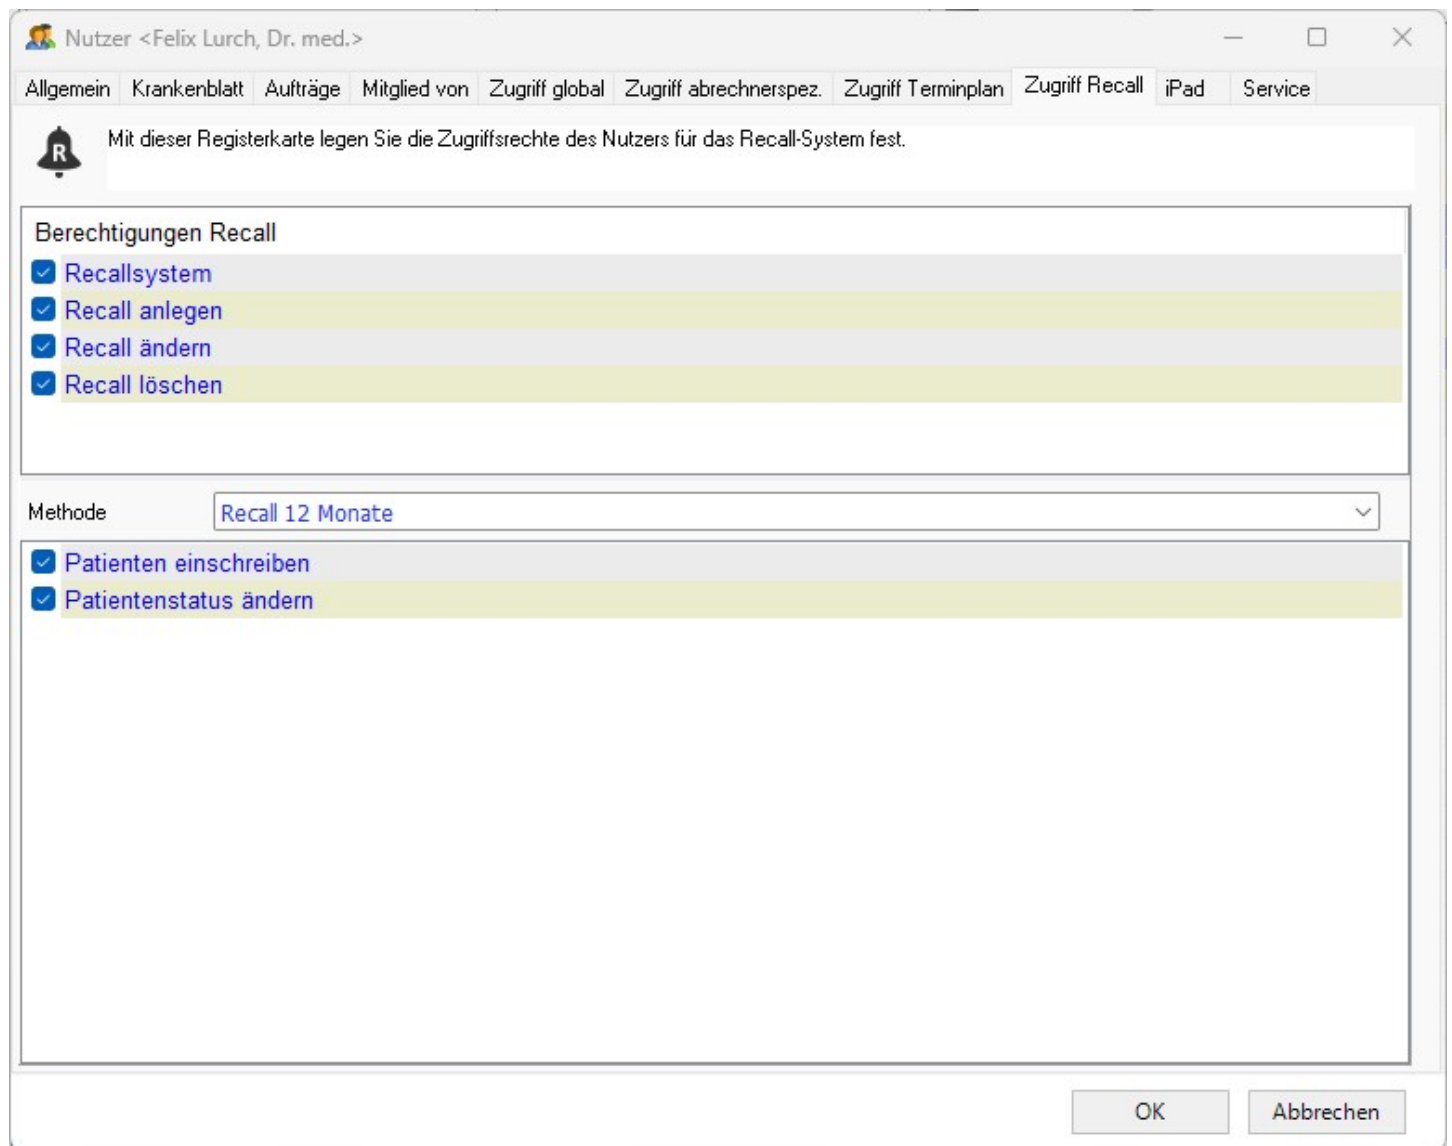 Nutzer <Felix Lurch, Dr. med.>
Allgemein Krankenblatt Aufträge Mitglied von Zugriff global Zugriff abrechnerspez. Zugriff Terminplan Zugriff Recall iPad Service
R
Mit dieser Registerkarte legen Sie die Zugriffsrechte des Nutzers für das Recall-System fest.
Berechtigungen Recall
Recallsystem
Recall anlegen
Recall ändern
Recall löschen
Methode Recall 12 Monate
Patienten einschreiben
Patientenstatus ändern
OK Abbrechen